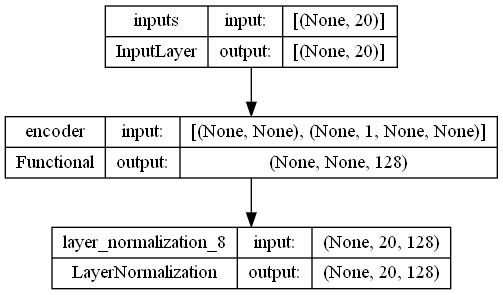 inputs input: [(None, 20)]
InputLayer output: [(None, 20)]
encoder input: [(None, None), (None, 1, None, None)]
Functional output: (None, None, 128)
layer_normalization_8 input: (None, 20, 128)
LayerNormalization output: (None, 20, 128)